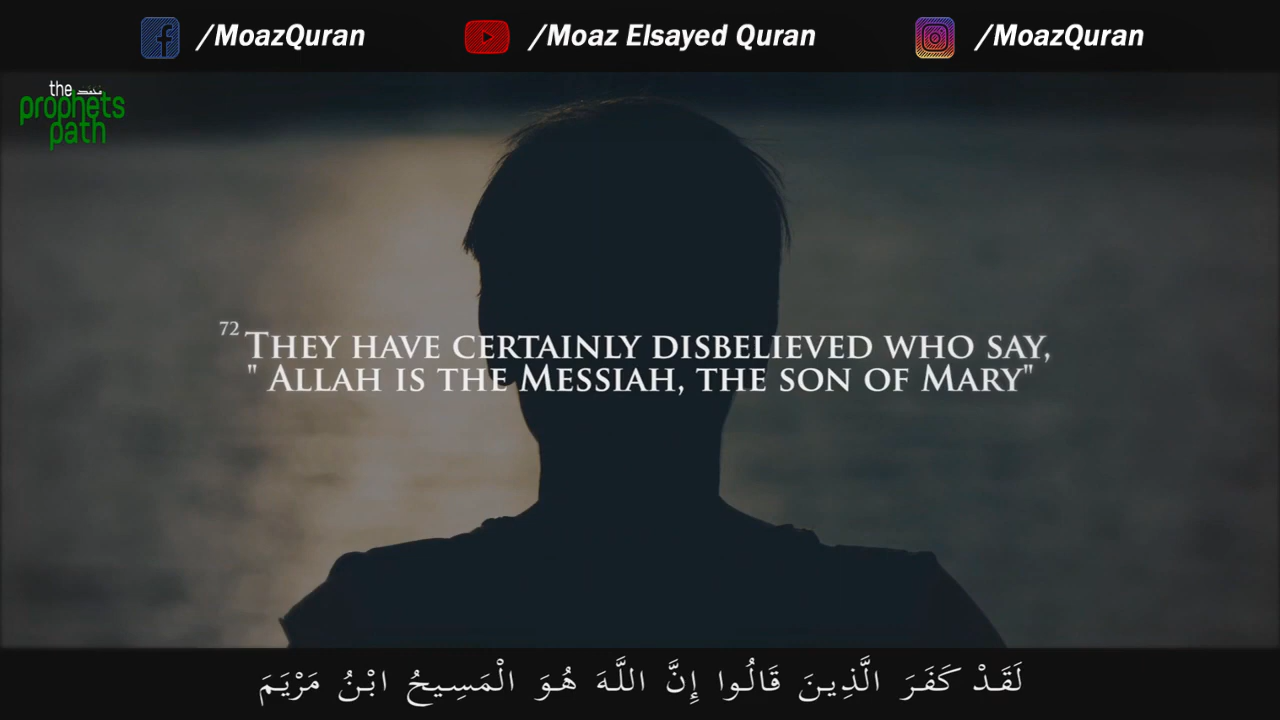 /MoazQuran
/Moaz Elsayed Quran
/MoazQuran
the محمد
prophets
path
72 THEY HAVE CERTAINLY DISBELIEVED WHO SAY,
" ALLAH IS THE MESSIAH, THE SON OF MARY"
لَقَدْ كَفَرَ الَّذِينَ قَالُوا إِنَّ اللَّهَ هُوَ الْمَسِيحُ ابْنُ مَرْيَمَ